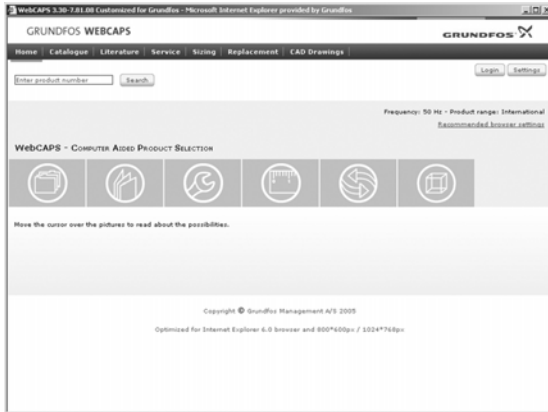 WebCAPS 3.30-7.01.08 Customized for Grundfos - Microsoft Internet Explorer provided by Grundfos
GRUNDFOS WEBCAPS
GRUNDFOS
Home | Catalogue | Literature | Service | Sizing | Replacement | CAD Drawings |
Login Settings
Enter product number Search
Frequency: 50 Hz - Product range: International
Recommended browser settings
WebCAPS - Computer Aided Product Selection
Move the cursor over the pictures to read about the possibilities.
Copyright © Grundfos Management A/S 2005
Optimized for Internet Explorer 6.0 browser and 800*600px / 1024*768px